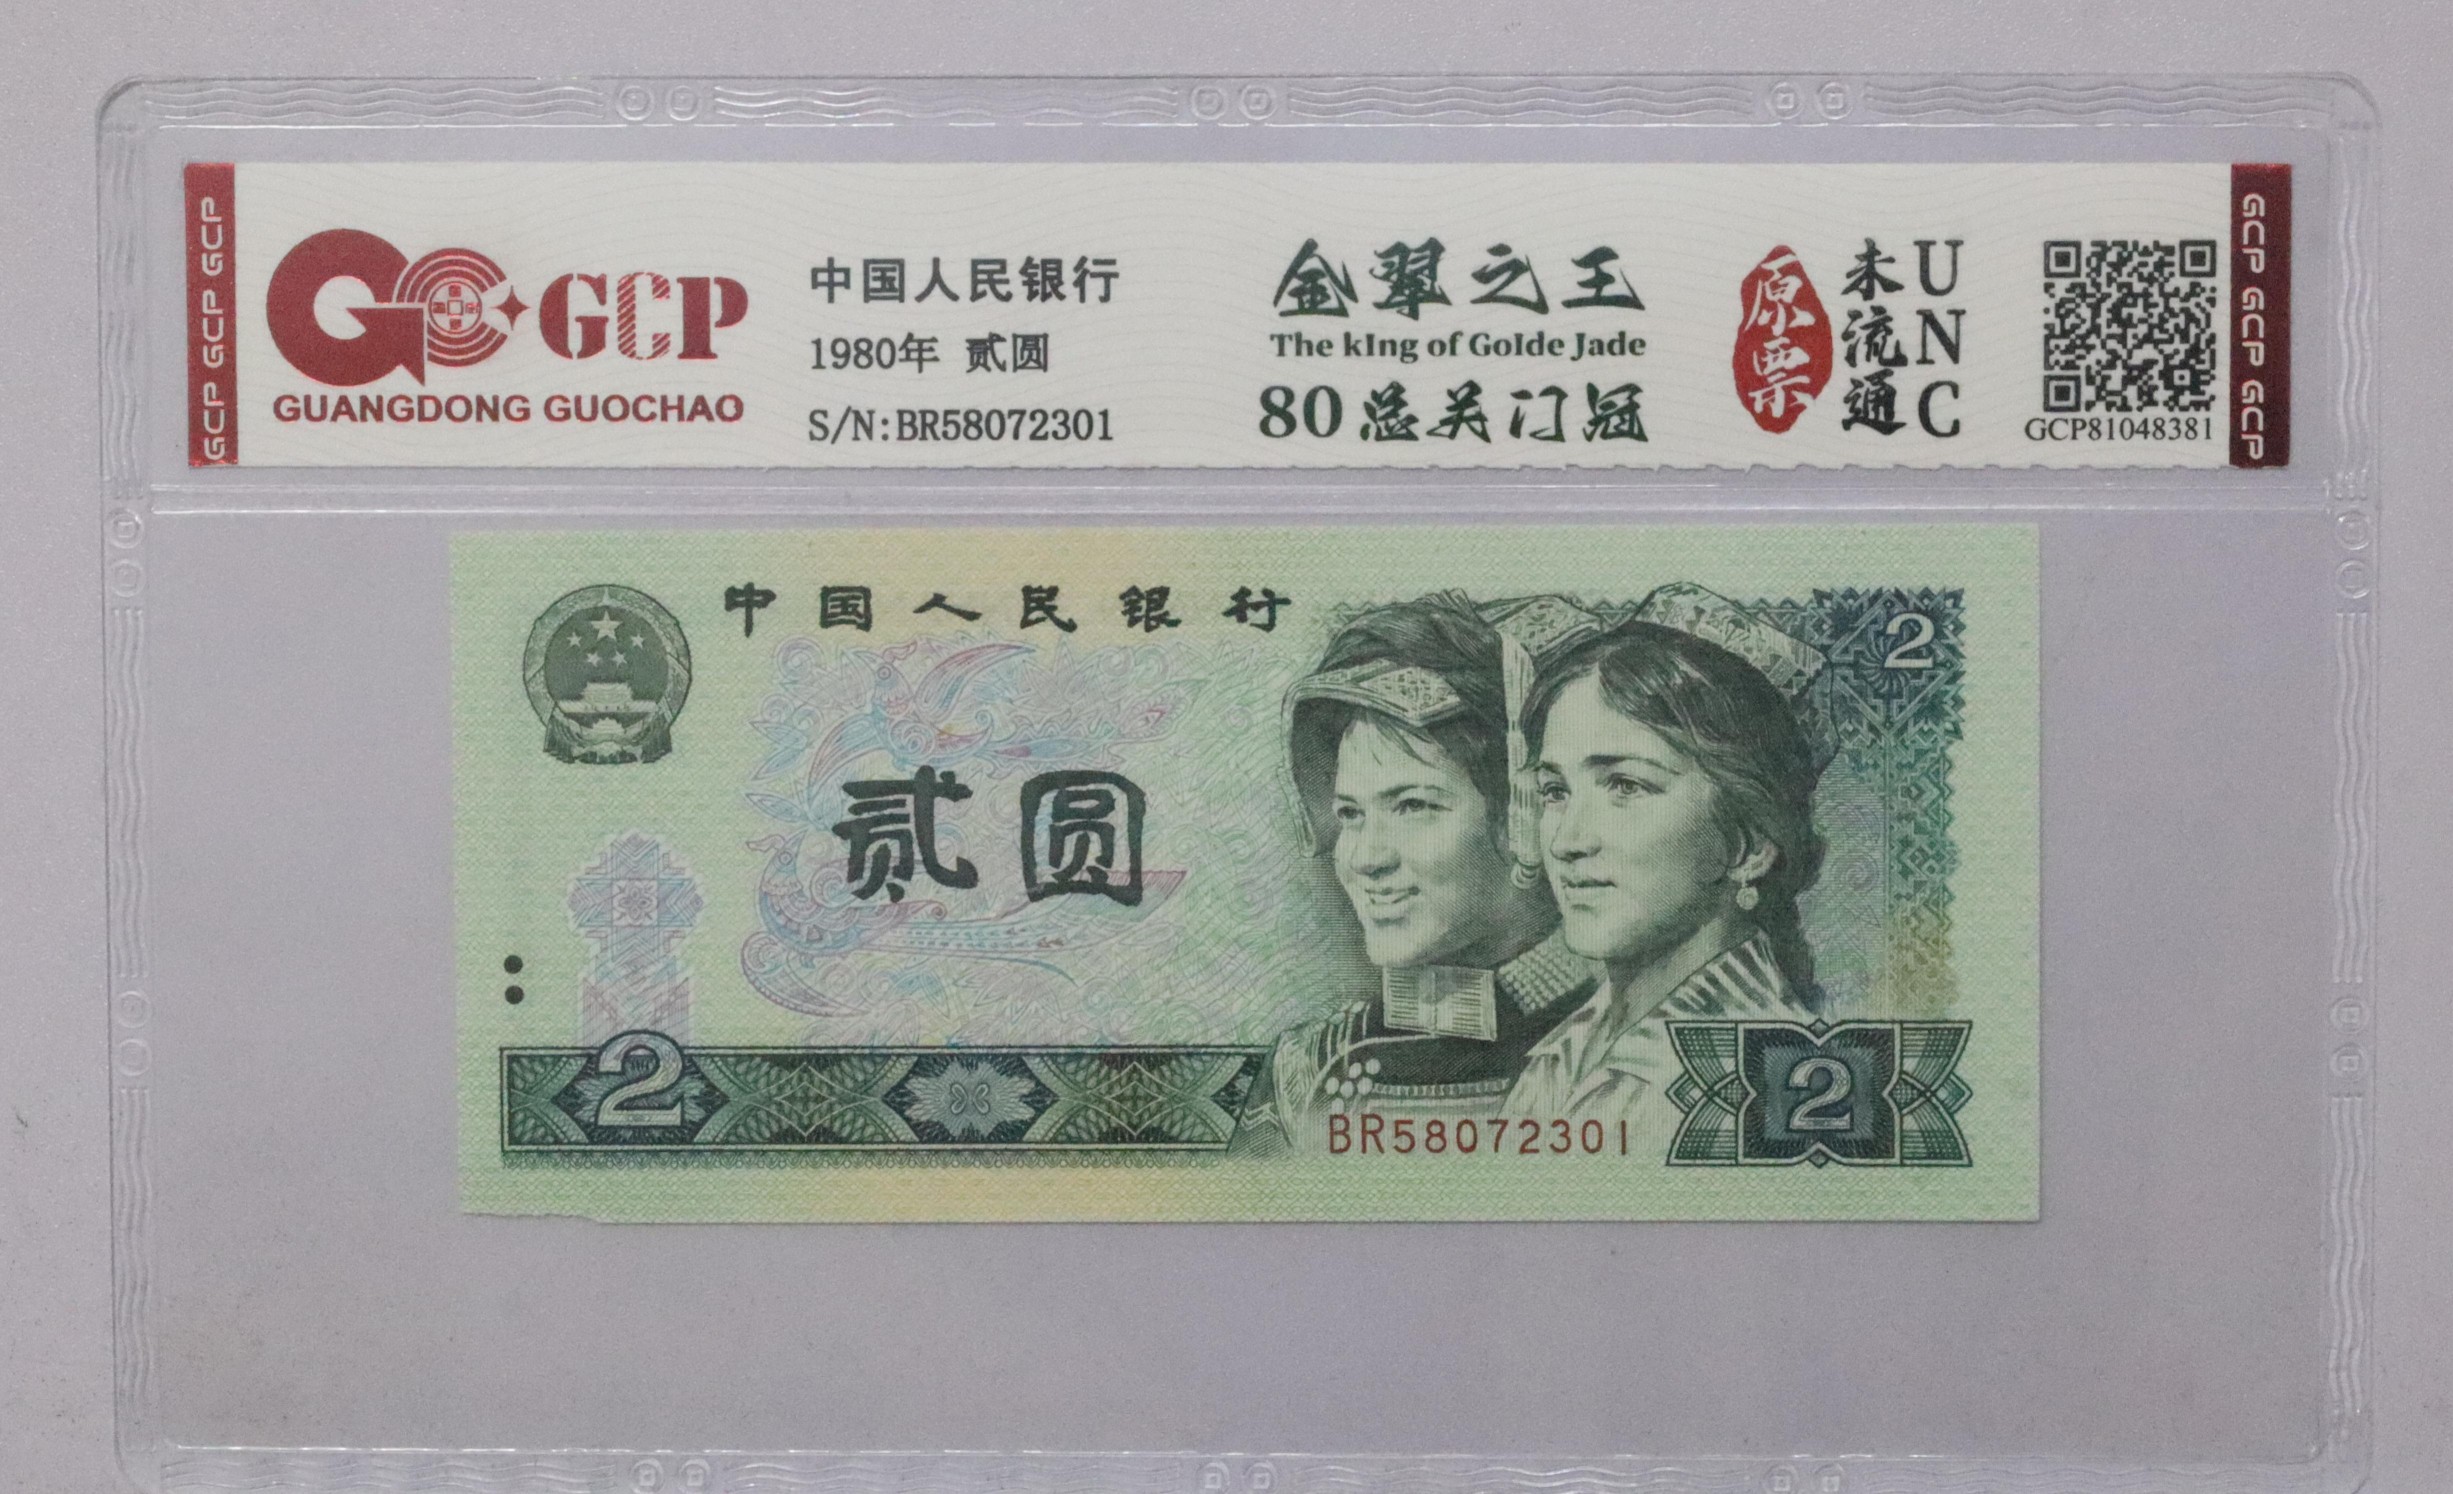 GCP GCP GCP
GCP
GUANGDONG GUOCHAO
中国人民银行
1980年 贰圆
S/N:BR58072301
金翠之王
The kIng of GoIde Jade
80总关门冠
原票
未流通
UNC
GCP81048381
GCP GCP GCP
中国人民银行
2
贰圆
2
BR58072301
2